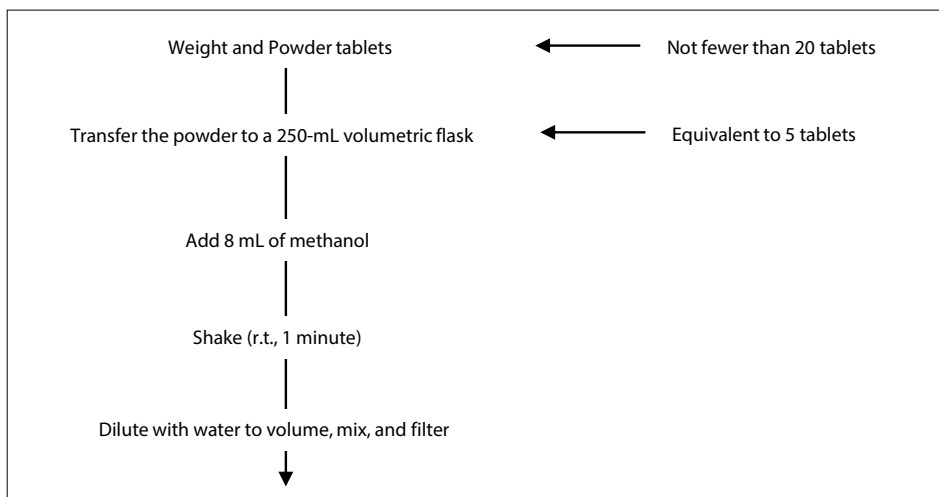 Weight and Powder tablets
Not fewer than 20 tablets
Transfer the powder to a 250-mL volumetric flask
Equivalent to 5 tablets
Add 8 mL of methanol
Shake (r.t., 1 minute)
Dilute with water to volume, mix, and filter